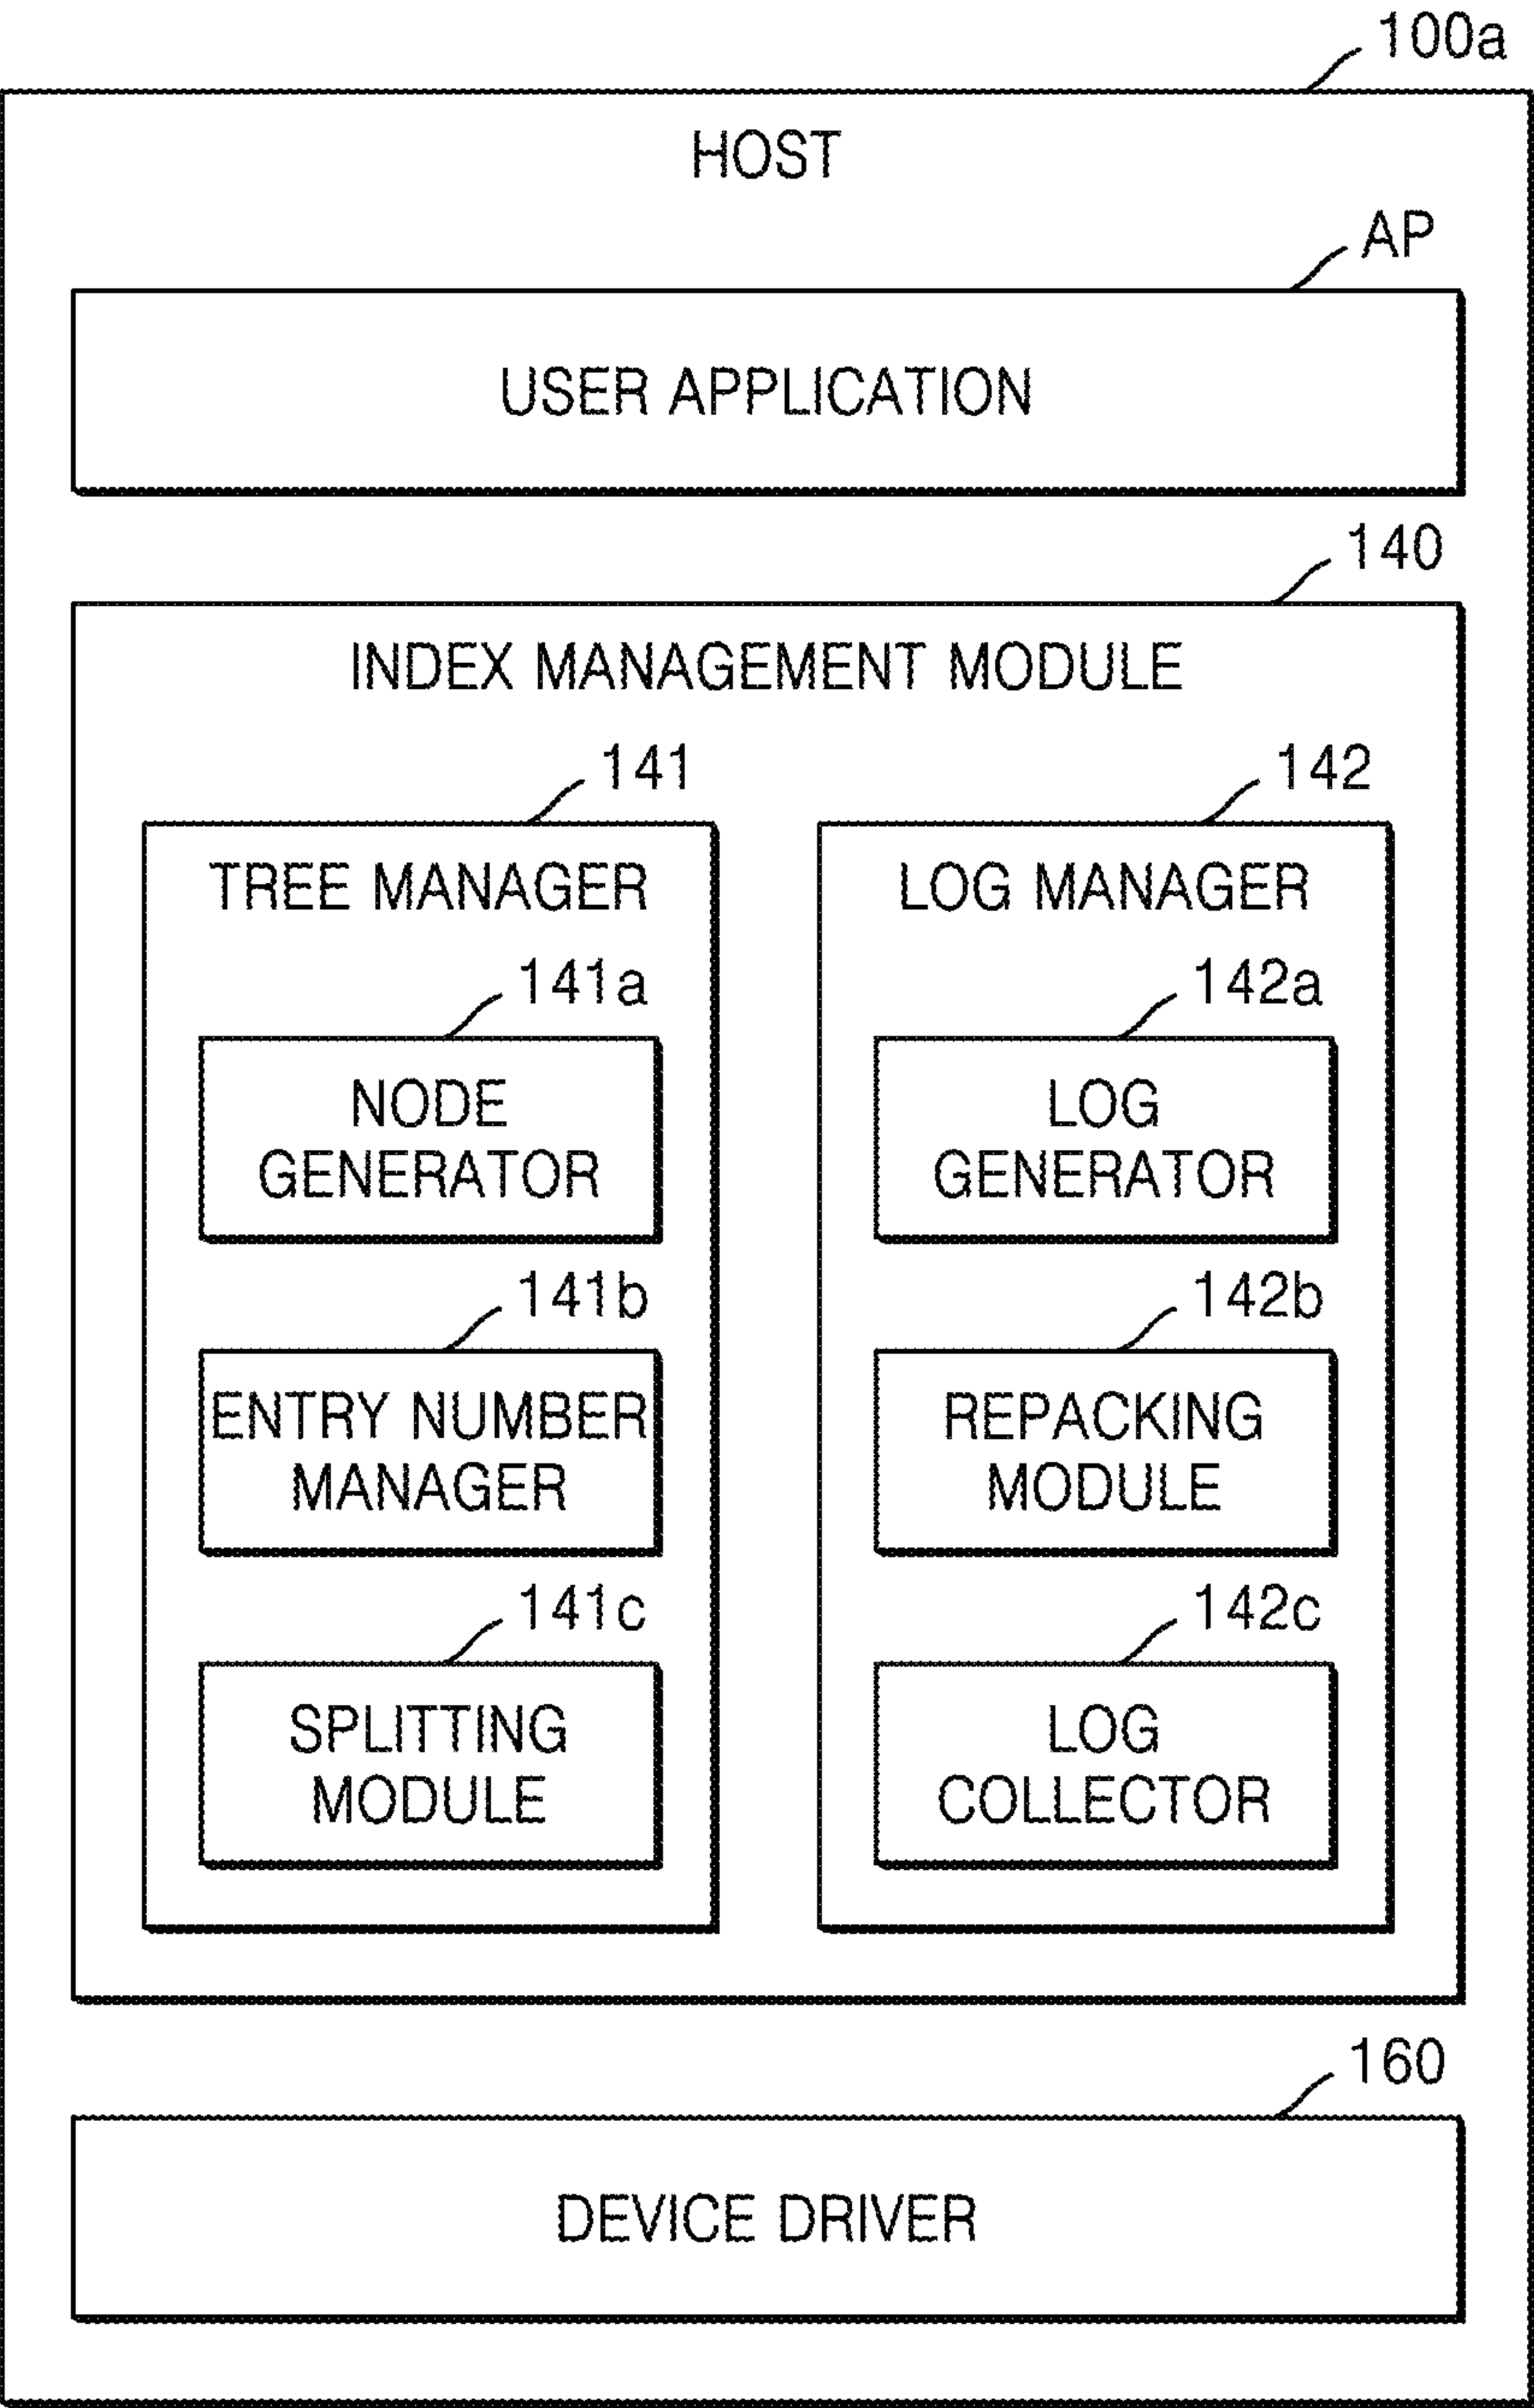 100a
HOST
AP
USER APPLICATION
140
INDEX MANAGEMENT MODULE
141
TREE MANAGER
141a
NODE
GENERATOR
141b
ENTRY NUMBER
MANAGER
141c
SPLITTING
MODULE
142
LOG MANAGER
142a
LOG
GENERATOR
142b
REPACKING
MODULE
142c
LOG
COLLECTOR
160
DEVICE DRIVER